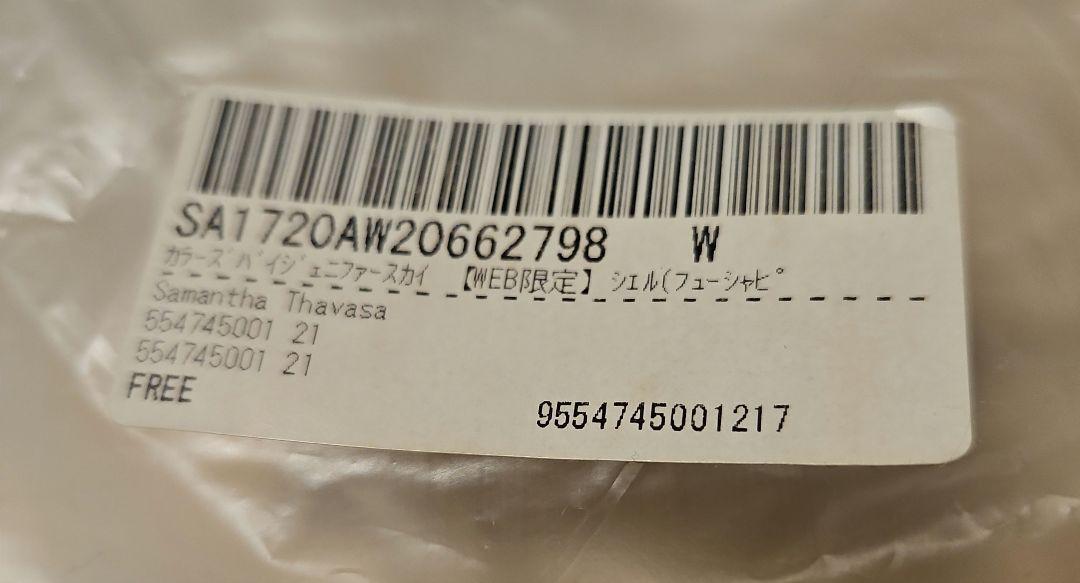 SA1720AW20662798 W
ｶﾗｰｽﾞﾊﾞｲｼﾞｪﾆﾌｧｰｽｶｲ 【WEB限定】 ｼｪﾙ(ﾌｭｰｼｬﾋﾟ
Samantha Thavasa
554745001 21
554745001 21
FREE
9554745001217